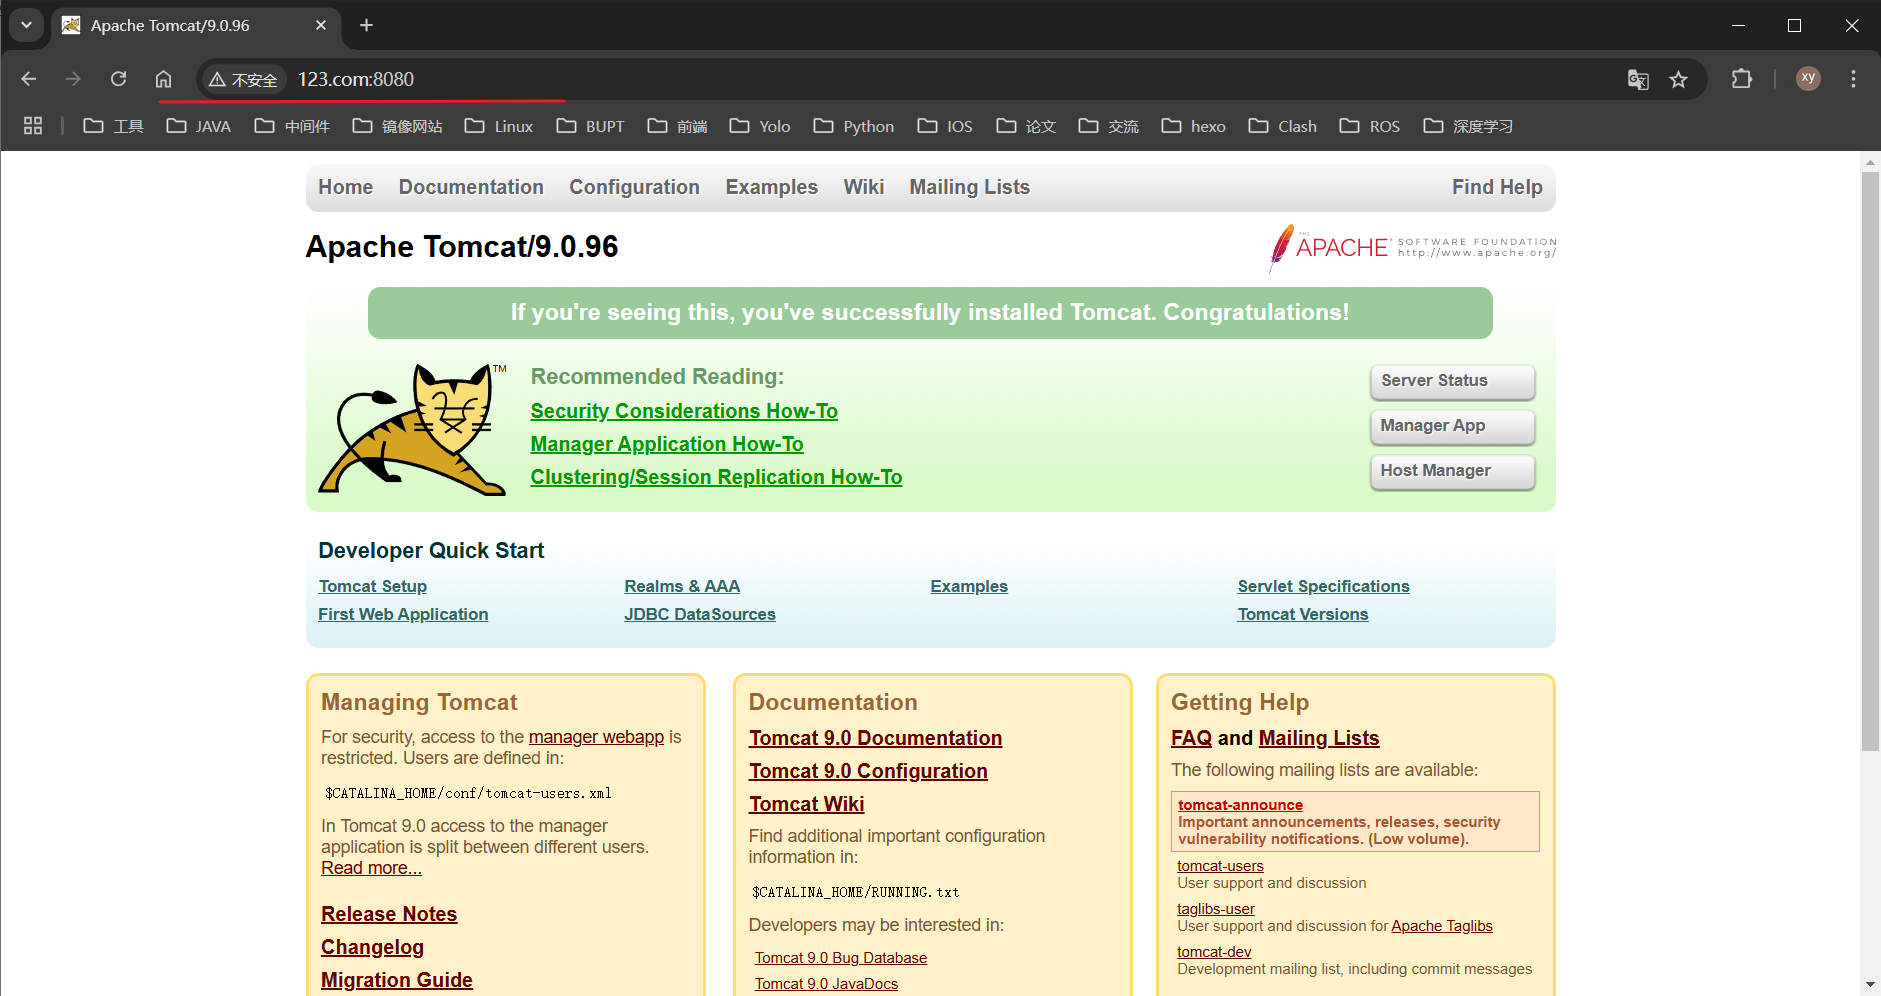 Apache Tomcat/9.0.96
不安全 123.com:8080
xy
工具 JAVA 中间件 镜像网站 Linux BUPT 前端 Yolo Python IOS 论文 交流 hexo Clash ROS 深度学习
Home Documentation Configuration Examples Wiki Mailing Lists Find Help
Apache Tomcat/9.0.96
THE
APACHE SOFTWARE FOUNDATION
http://www.apache.org/
If you're seeing this, you've successfully installed Tomcat. Congratulations!
TM
Recommended Reading:
Security Considerations How-To
Manager Application How-To
Clustering/Session Replication How-To
Server Status
Manager App
Host Manager
Developer Quick Start
Tomcat Setup Realms & AAA Examples Servlet Specifications
First Web Application JDBC DataSources Tomcat Versions
Managing Tomcat
For security, access to the manager webapp is
restricted. Users are defined in:
$CATALINA_HOME/conf/tomcat-users.xml
In Tomcat 9.0 access to the manager
application is split between different users.
Read more...
Release Notes
Changelog
Migration Guide
Documentation
Tomcat 9.0 Documentation
Tomcat 9.0 Configuration
Tomcat Wiki
Find additional important configuration
information in:
$CATALINA_HOME/RUNNING.txt
Developers may be interested in:
Tomcat 9.0 Bug Database
Tomcat 9.0 JavaDocs
Getting Help
FAQ and Mailing Lists
The following mailing lists are available:
tomcat-announce
Important announcements, releases, security
vulnerability notifications. (Low volume).
tomcat-users
User support and discussion
taglibs-user
User support and discussion for Apache Taglibs
tomcat-dev
Development mailing list, including commit messages